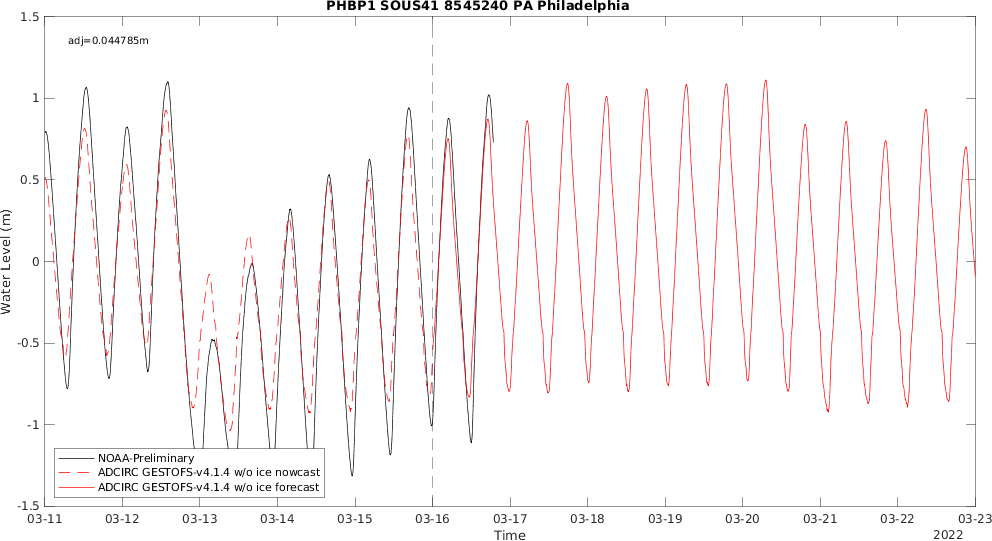 PHBP1 SOUS41 8545240 PA Philadelphia
adj=0.044785m
1.5
1
0.5
0
-0.5
-1
-1.5
Water Level (m)
NOAA-Preliminary
ADCIRC GESTOFS-v4.1.4 w/o ice nowcast
ADCIRC GESTOFS-v4.1.4 w/o ice forecast
03-11 03-12 03-13 03-14 03-15 03-16 03-17 03-18 03-19 03-20 03-21 03-22 03-23
Time
2022